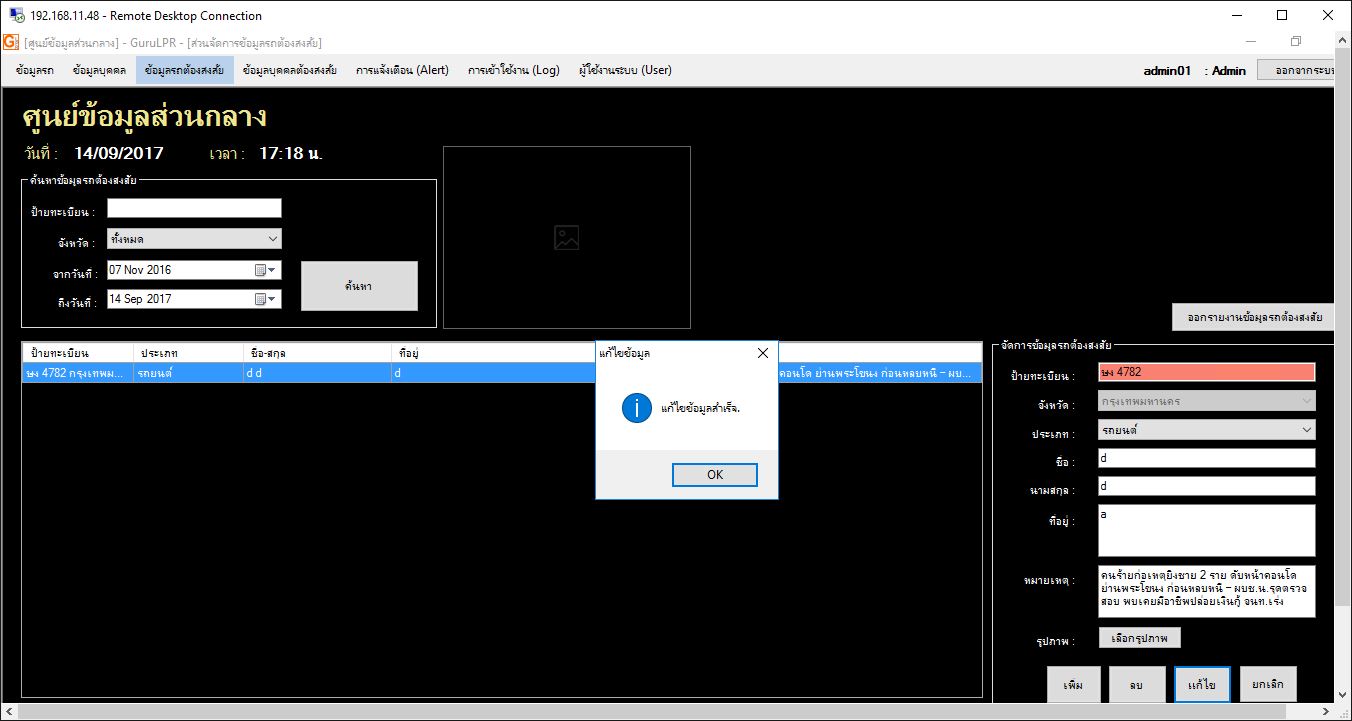 192.168.11.48 - Remote Desktop Connection
[ศูนย์ข้อมูลส่วนกลาง] - GuruLPR - [ส่วนจัดการข้อมูลรถต้องสงสัย]
ข้อมูลรถ ข้อมูลบุคคล ข้อมูลรถต้องสงสัย ข้อมูลบุคคลต้องสงสัย การแจ้งเตือน (Alert) การเข้าใช้งาน (Log) ผู้ใช้งานระบบ (User) admin01 : Admin ออกจากระบบ
ศูนย์ข้อมูลส่วนกลาง
วันที่ : 14/09/2017 เวลา : 17:18 น.
ค้นหาข้อมูลรถต้องสงสัย
ป้ายทะเบียน :
จังหวัด : ทั้งหมด
จากวันที่ : 07 Nov 2016
ถึงวันที่ : 14 Sep 2017
ค้นหา
ออกรายงานข้อมูลรถต้องสงสัย
ป้ายทะเบียน ประเภท ชื่อ-สกุล ที่อยู่
ษง 4782 กรุงเทพม... รถยนต์ d d d คอนโด ย่านพระโขนง ก่อนหลบหนี – ผบ...
แก้ไขข้อมูล
แก้ไขข้อมูลสำเร็จ.
OK
จัดการข้อมูลรถต้องสงสัย
ป้ายทะเบียน : ษง 4782
จังหวัด : กรุงเทพมหานคร
ประเภท : รถยนต์
ชื่อ : d
นามสกุล : d
ที่อยู่ : a
หมายเหตุ : คนร้ายก่อเหตุยิงชาย 2 ราย ดับหน้าคอนโด
ย่านพระโขนง ก่อนหลบหนี – ผบช.น.รุดตรวจ
สอบ พบเคยมีอาชีพปล่อยเงินกู้ จนท.เร่ง
รูปภาพ : เลือกรูปภาพ
เพิ่ม ลบ แก้ไข ยกเลิก